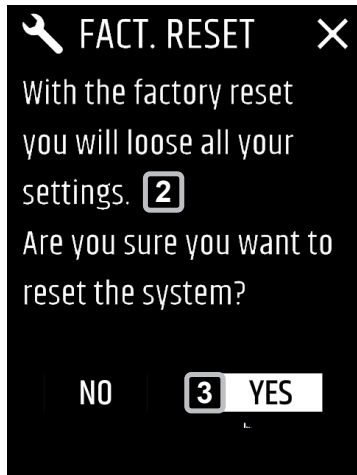 FACT. RESET
With the factory reset
you will loose all your
settings. 2
Are you sure you want to
reset the system?
NO 3 YES